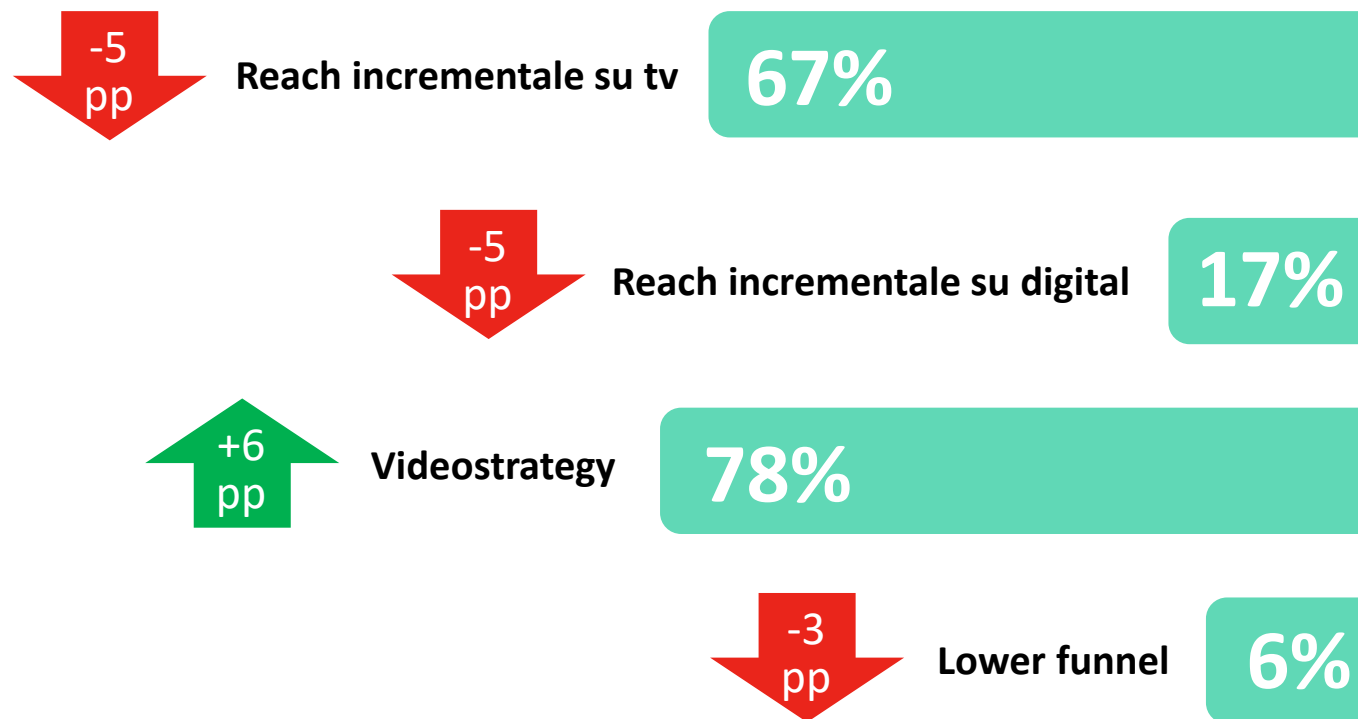 -5
pp
Reach incrementale su tv
67%
-5
pp
Reach incrementale su digital
17%
+6
pp
Videostrategy
78%
-3
pp
Lower funnel
6%